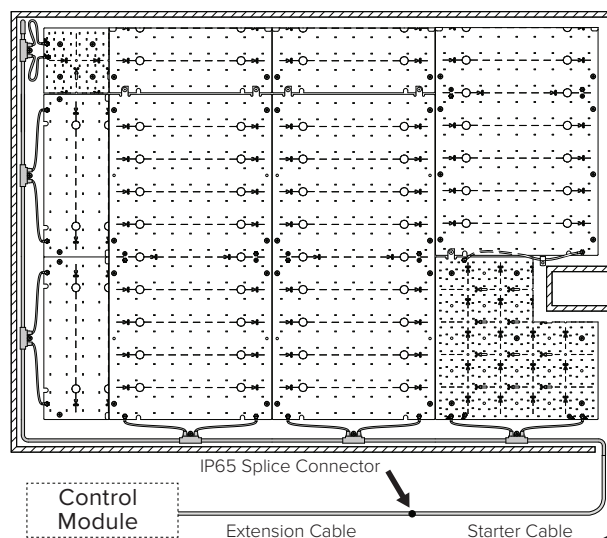 IP65 Splice Connector
Control
Module
Extension Cable
Starter Cable